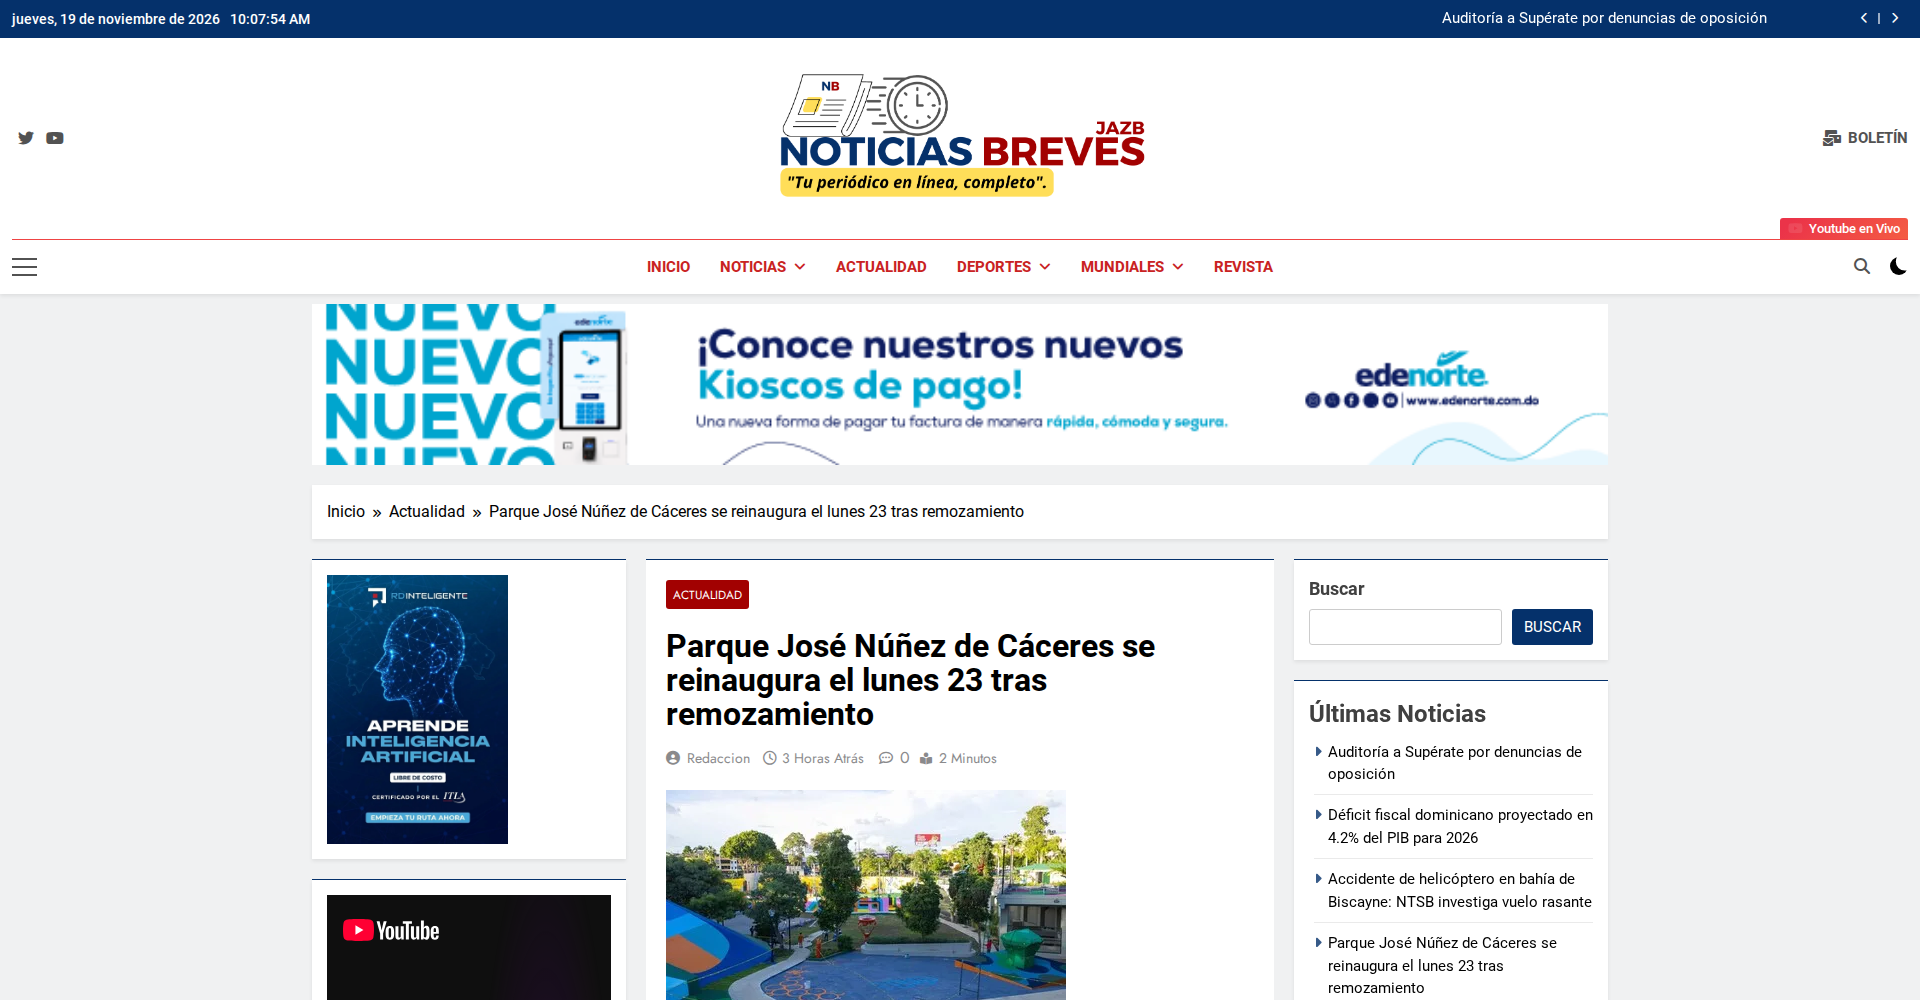 jueves, 19 de noviembre de 2026 10:07:54 AM
Auditoría a Supérate por denuncias de oposición
NB
JAZB
NOTICIAS BREVES
"Tu periódico en línea, completo".
BOLETÍN
Youtube en Vivo
INICIO NOTICIAS ACTUALIDAD DEPORTES MUNDIALES REVISTA
NUEVO
NUEVO
NUEVO
NUEVO
edenorte
¡Conoce nuestros nuevos
Kioscos de pago!
Una nueva forma de pagar tu factura de manera rápida, cómoda y segura.
edenorte
www.edenorte.com.do
Inicio » Actualidad » Parque José Núñez de Cáceres se reinaugura el lunes 23 tras remozamiento
RD INTELIGENTE
APRENDE
INTELIGENCIA
ARTIFICIAL
LIBRE DE COSTO
CERTIFICADO POR EL ITLA
EMPIEZA TU RUTA AHORA
YouTube
ACTUALIDAD
Parque José Núñez de Cáceres se
reinaugura el lunes 23 tras
remozamiento
Redaccion 3 Horas Atrás 0 2 Minutos
Buscar
BUSCAR
Últimas Noticias
Auditoría a Supérate por denuncias de
oposición
Déficit fiscal dominicano proyectado en
4.2% del PIB para 2026
Accidente de helicóptero en bahía de
Biscayne: NTSB investiga vuelo rasante
Parque José Núñez de Cáceres se
reinaugura el lunes 23 tras
remozamiento